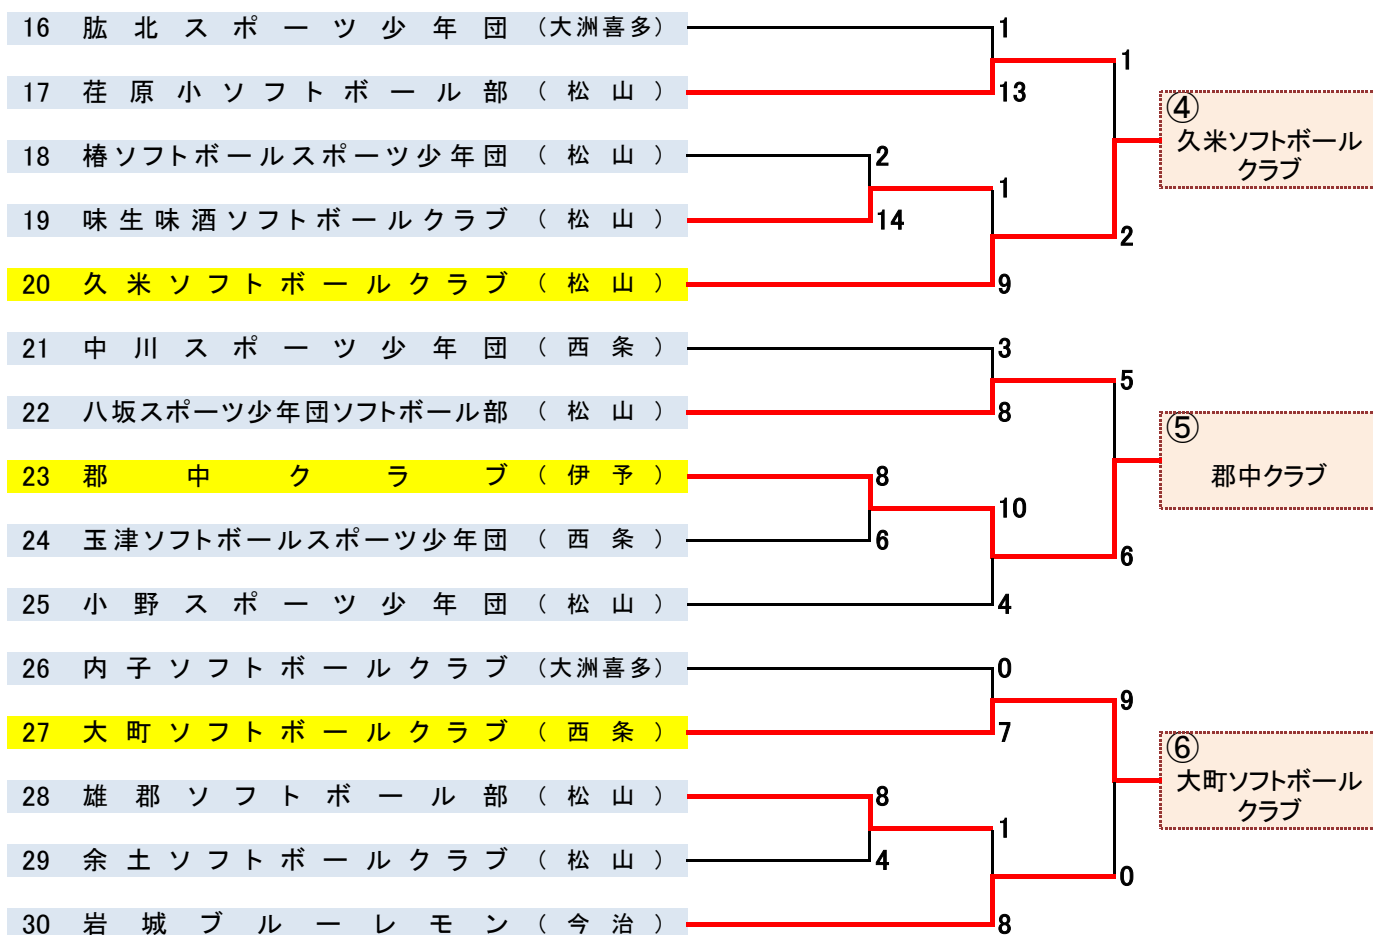 16 肱北スポーツ少年団 （大洲喜多） 1
1
17 荏原小ソフトボール部 （松山） 13
④
久米ソフトボール
クラブ
18 椿ソフトボールスポーツ少年団 （松山） 2
1
19 味生味酒ソフトボールクラブ （松山） 14
2
20 久米ソフトボールクラブ （松山） 9
21 中川スポーツ少年団 （西条） 3
5
22 八坂スポーツ少年団ソフトボール部 （松山） 8
⑤
郡中クラブ
23 郡中クラブ （伊予） 8
10
24 玉津ソフトボールスポーツ少年団 （西条） 6
6
25 小野スポーツ少年団 （松山） 4
26 内子ソフトボールクラブ （大洲喜多） 0
9
27 大町ソフトボールクラブ （西条） 7
⑥
大町ソフトボール
クラブ
28 雄郡ソフトボール部 （松山） 8
1
29 余土ソフトボールクラブ （松山） 4
0
30 岩城ブルーレモン （今治） 8